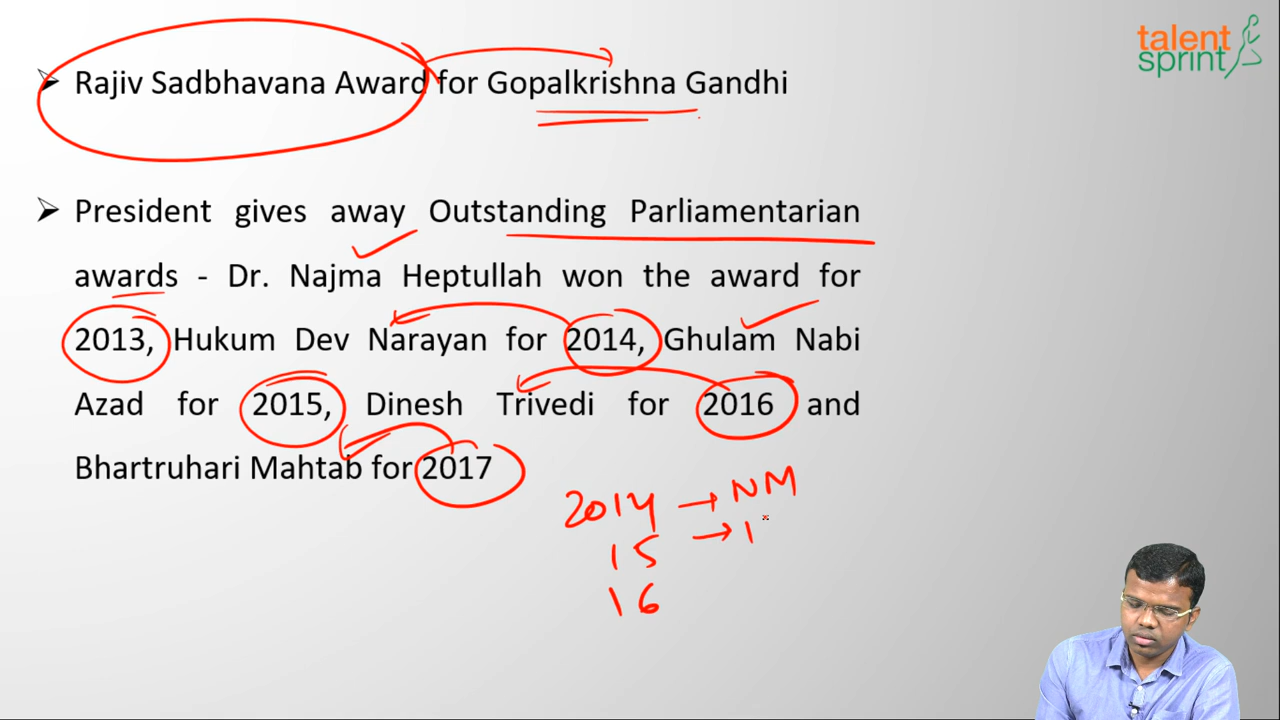 talent
sprint
Rajiv Sadbhavana Award for Gopalkrishna Gandhi
President gives away Outstanding Parliamentarian
awards - Dr. Najma Heptullah won the award for
2013, Hukum Dev Narayan for 2014, Ghulam Nabi
Azad for 2015, Dinesh Trivedi for 2016 and
Bhartruhari Mahtab for 2017
2014 → NM
15 →
16